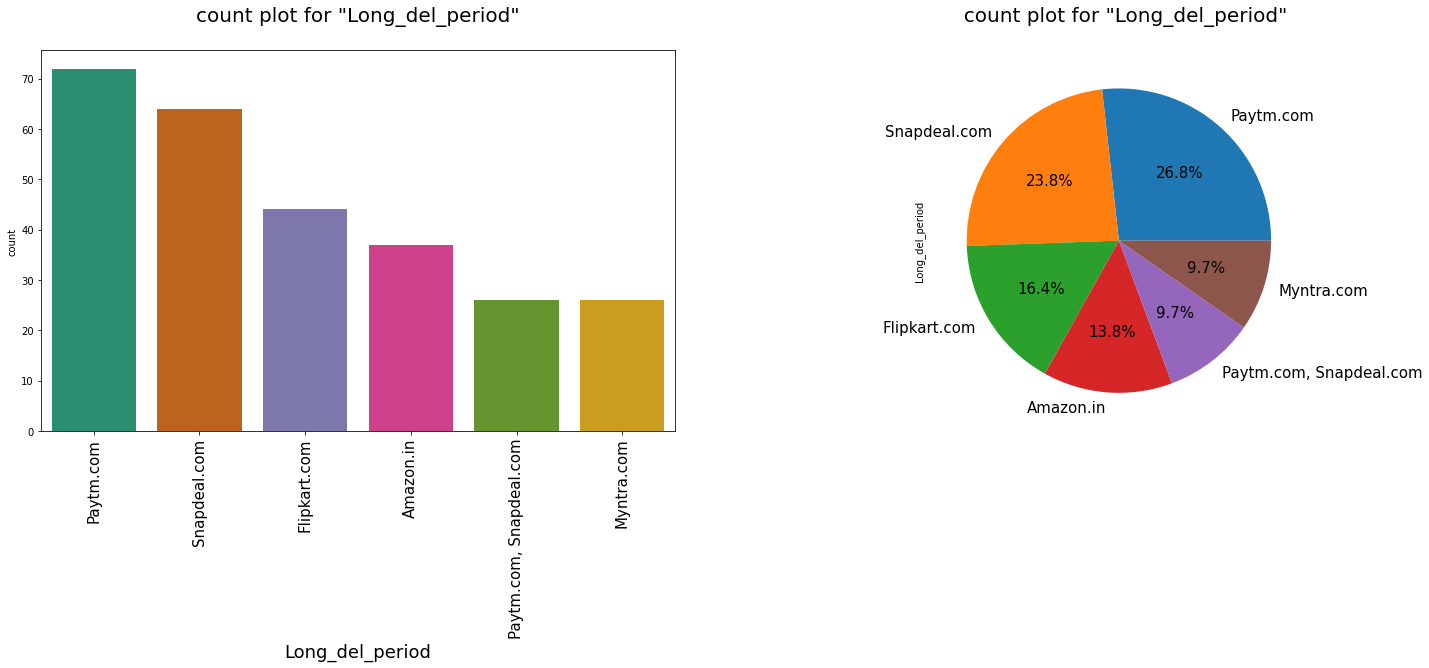 count plot for "Long_del_period"
70
60
50
40
30
20
10
0
count
Paytm.com
Snapdeal.com
Flipkart.com
Amazon.in
Paytm.com, Snapdeal.com
Myntra.com
Long_del_period
count plot for "Long_del_period"
Paytm.com
Snapdeal.com
26.8%
23.8%
Long_del_period
9.7%
16.4%
Myntra.com
9.7%
Flipkart.com
13.8%
Paytm.com, Snapdeal.com
Amazon.in